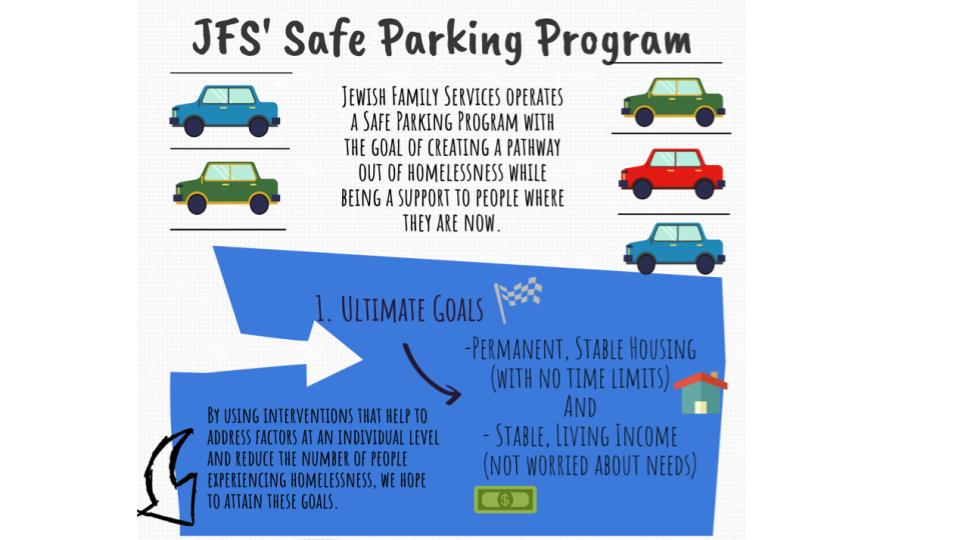 JFS' Safe Parking Program
Jewish Family Services operates
a Safe Parking Program with
the goal of creating a pathway
out of homelessness while
being a support to people where
they are now.
1. Ultimate Goals
-Permanent, Stable Housing
(with no time limits)
And
- Stable, Living Income
(not worried about needs)
By using interventions that help to
address factors at an individual level
and reduce the number of people
experiencing homelessness, we hope
to attain these goals.
$